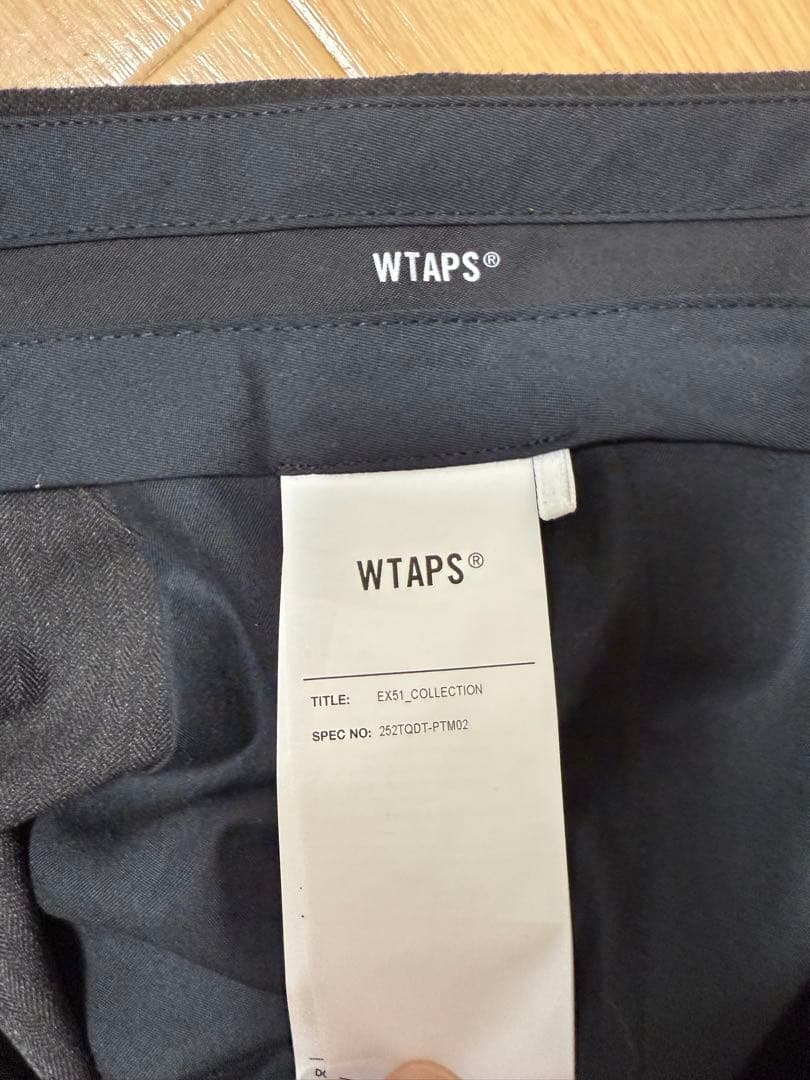 WTAPS®
WTAPS®
TITLE: EX51_COLLECTION
SPEC NO: 252TQDT-PTM02